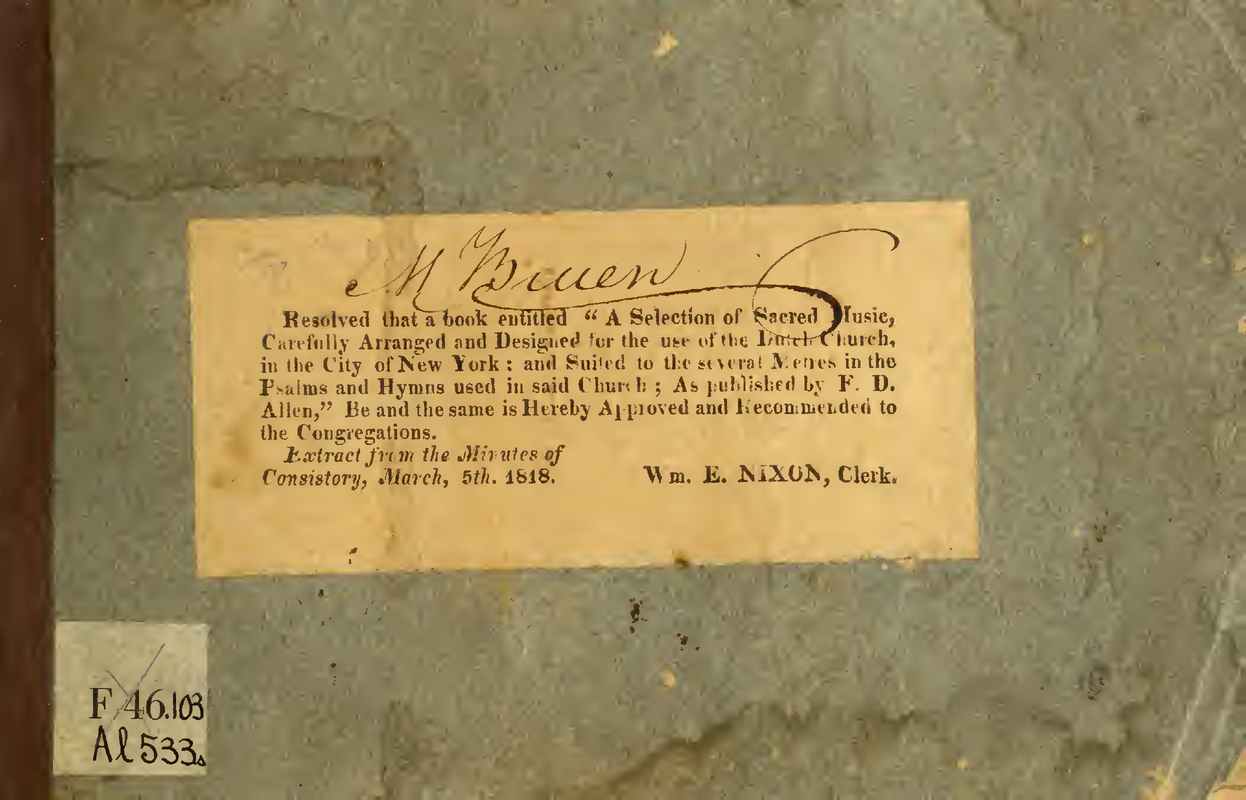 M Bruen
Resolved that a book entitled “ A Selection of Sacred Music,
Carefully Arranged and Designed for the use of the Dutch Church,
in the City of New York : and Suited to the several Metres in the
Psalms and Hymns used in said Church ; As published by F. D.
Allen,” Be and the same is Hereby Approved and Recommended to
the Congregations.
Extract from the Minutes of
Consistory, March, 5th. 1818. Wm. E. NIXON, Clerk.
F 46.103
Al533s